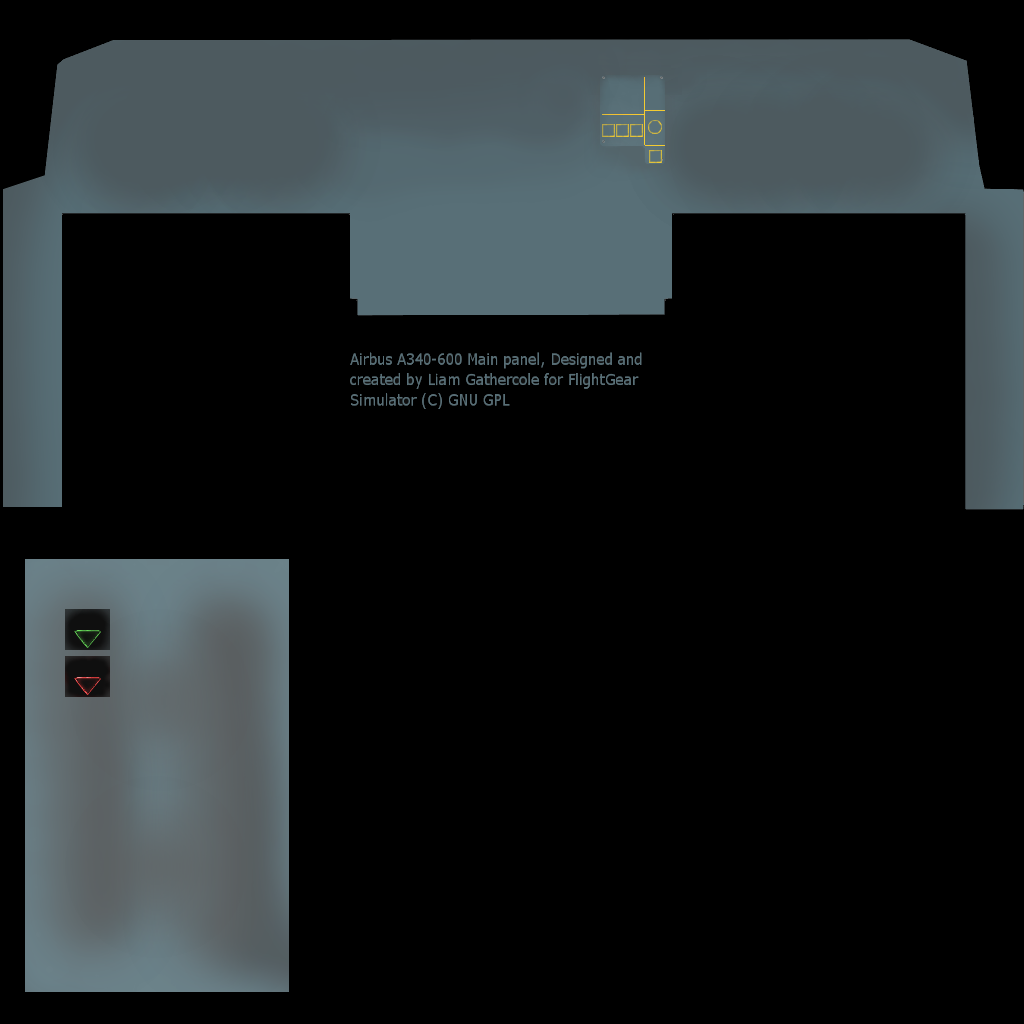 Airbus A340-600 Main panel, Designed and
created by Liam Gathercole for FlightGear
Simulator (C) GNU GPL